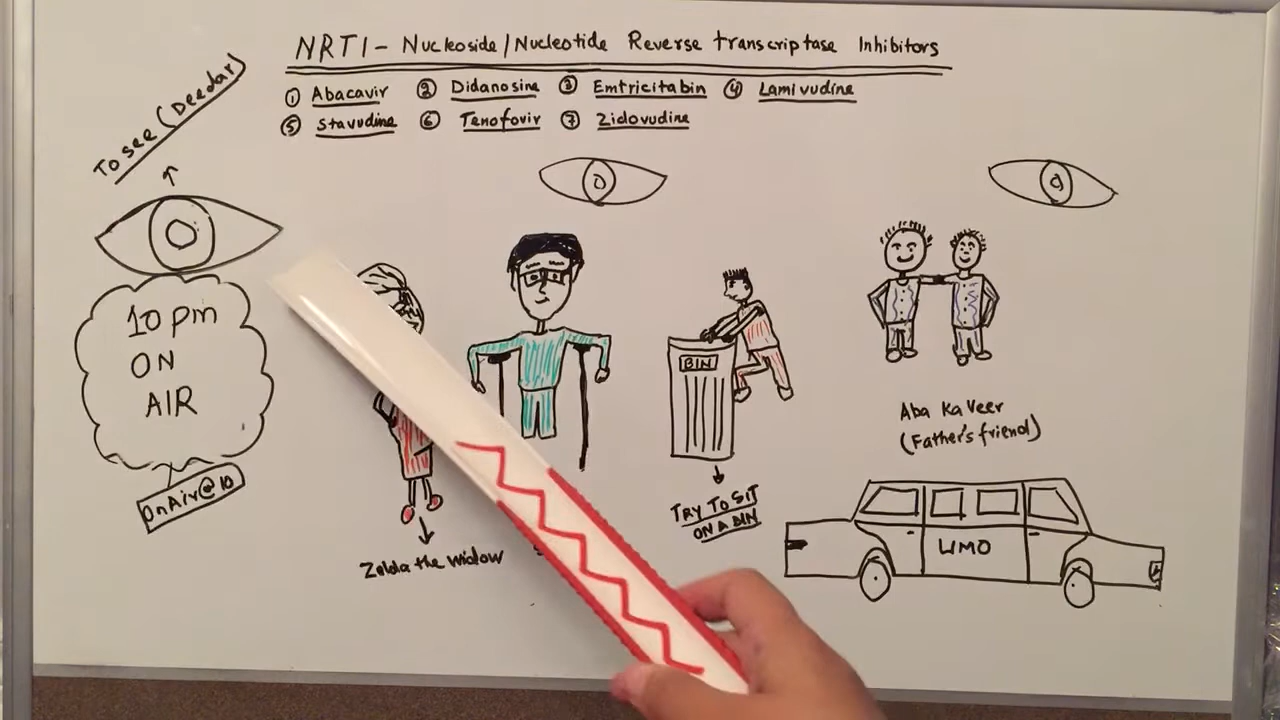 NRTI - Nucleoside/Nucleotide Reverse transcriptase Inhibitors
① Abacavir ② Didanosine ③ Emtricitabin ④ Lamivudine
⑤ Stavudine ⑥ Tenofovir ⑦ Zidovudine
To see (Deedar)
10 pm
ON
AIR
OnAir@10
Zelda the widow
BIN
TRY TO SIT
ON A BIN
Aba Ka Veer
(Father's friend)
LIMO